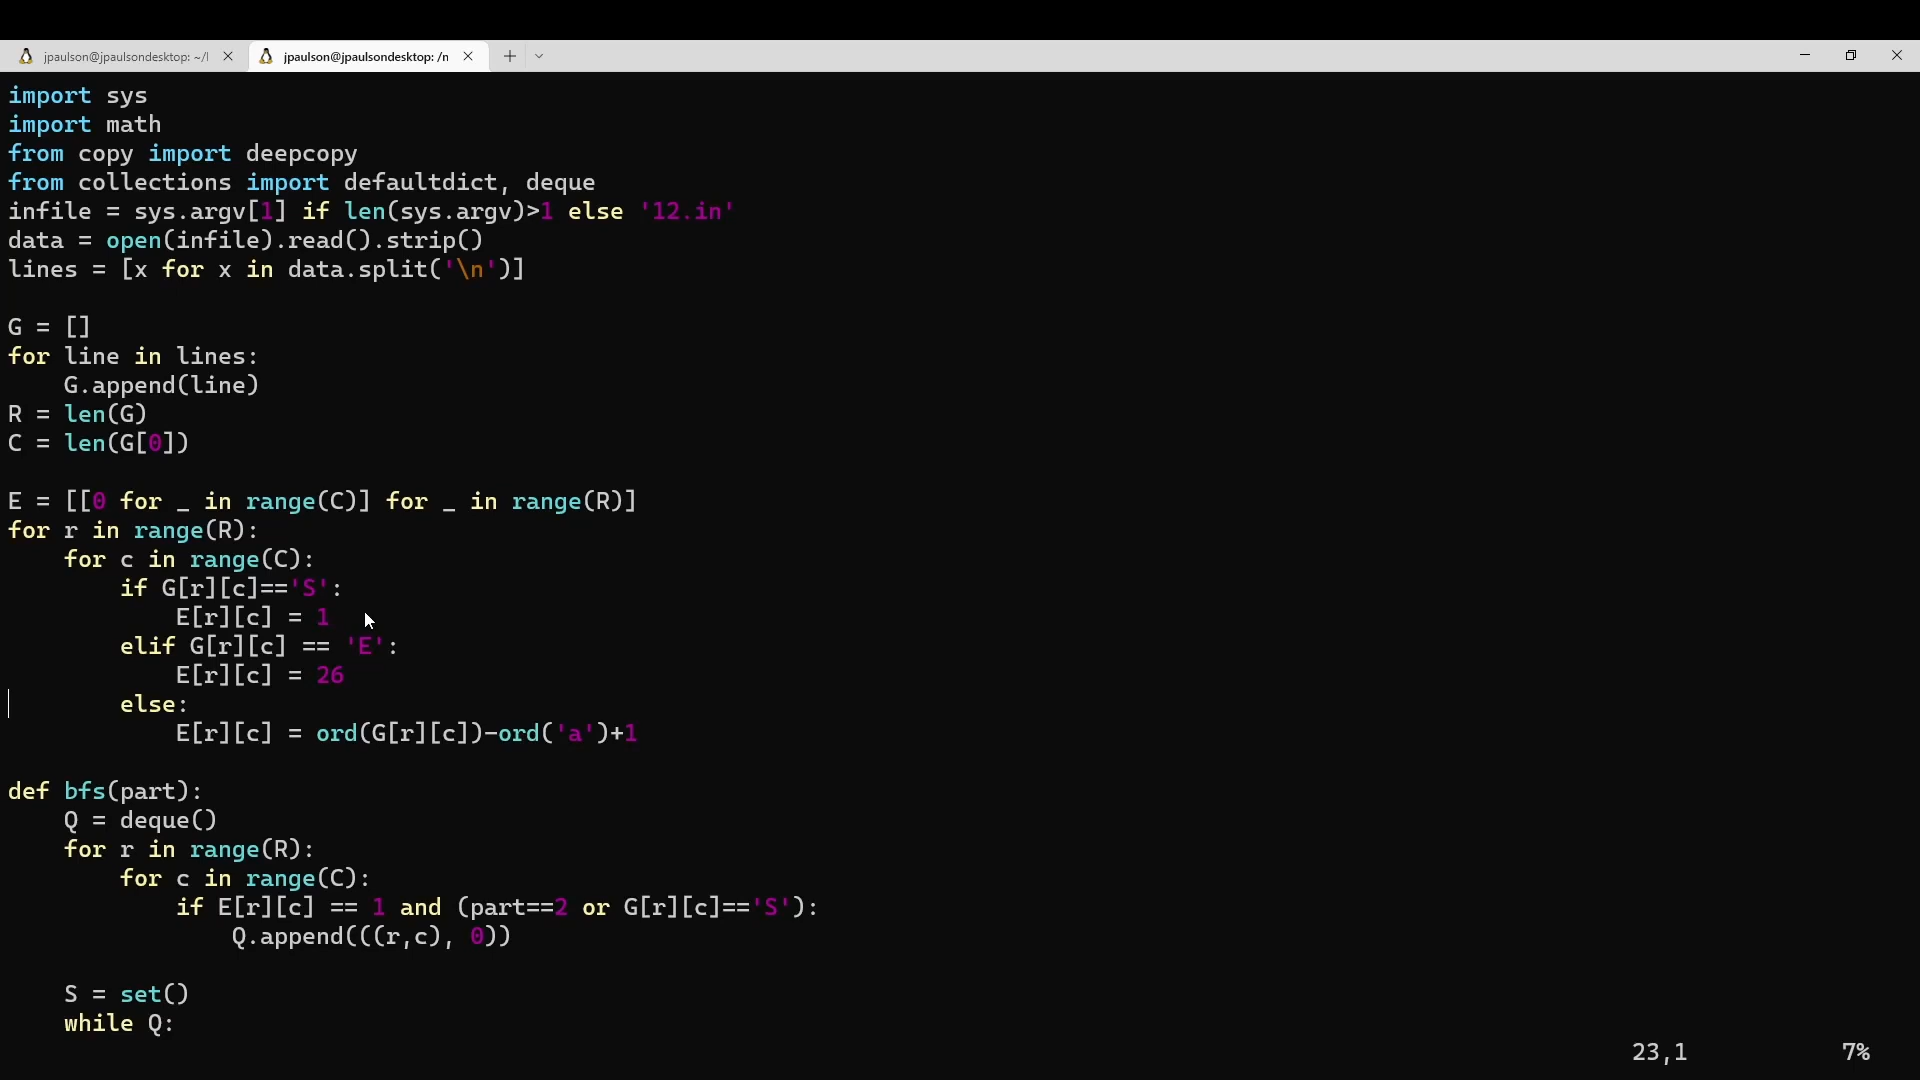 jpaulson@jpaulsondesktop: ~/l
jpaulson@jpaulsondesktop: /n
import sys
import math
from copy import deepcopy
from collections import defaultdict, deque
infile = sys.argv[1] if len(sys.argv)>1 else '12.in'
data = open(infile).read().strip()
lines = [x for x in data.split('\n')]
G = []
for line in lines:
    G.append(line)
R = len(G)
C = len(G[0])
E = [[0 for _ in range(C)] for _ in range(R)]
for r in range(R):
    for c in range(C):
        if G[r][c]=='S':
            E[r][c] = 1
        elif G[r][c] == 'E':
            E[r][c] = 26
        else:
            E[r][c] = ord(G[r][c])-ord('a')+1
def bfs(part):
    Q = deque()
    for r in range(R):
        for c in range(C):
            if E[r][c] == 1 and (part==2 or G[r][c]=='S'):
                Q.append(((r,c), 0))
    S = set()
    while Q:
23,1 7%